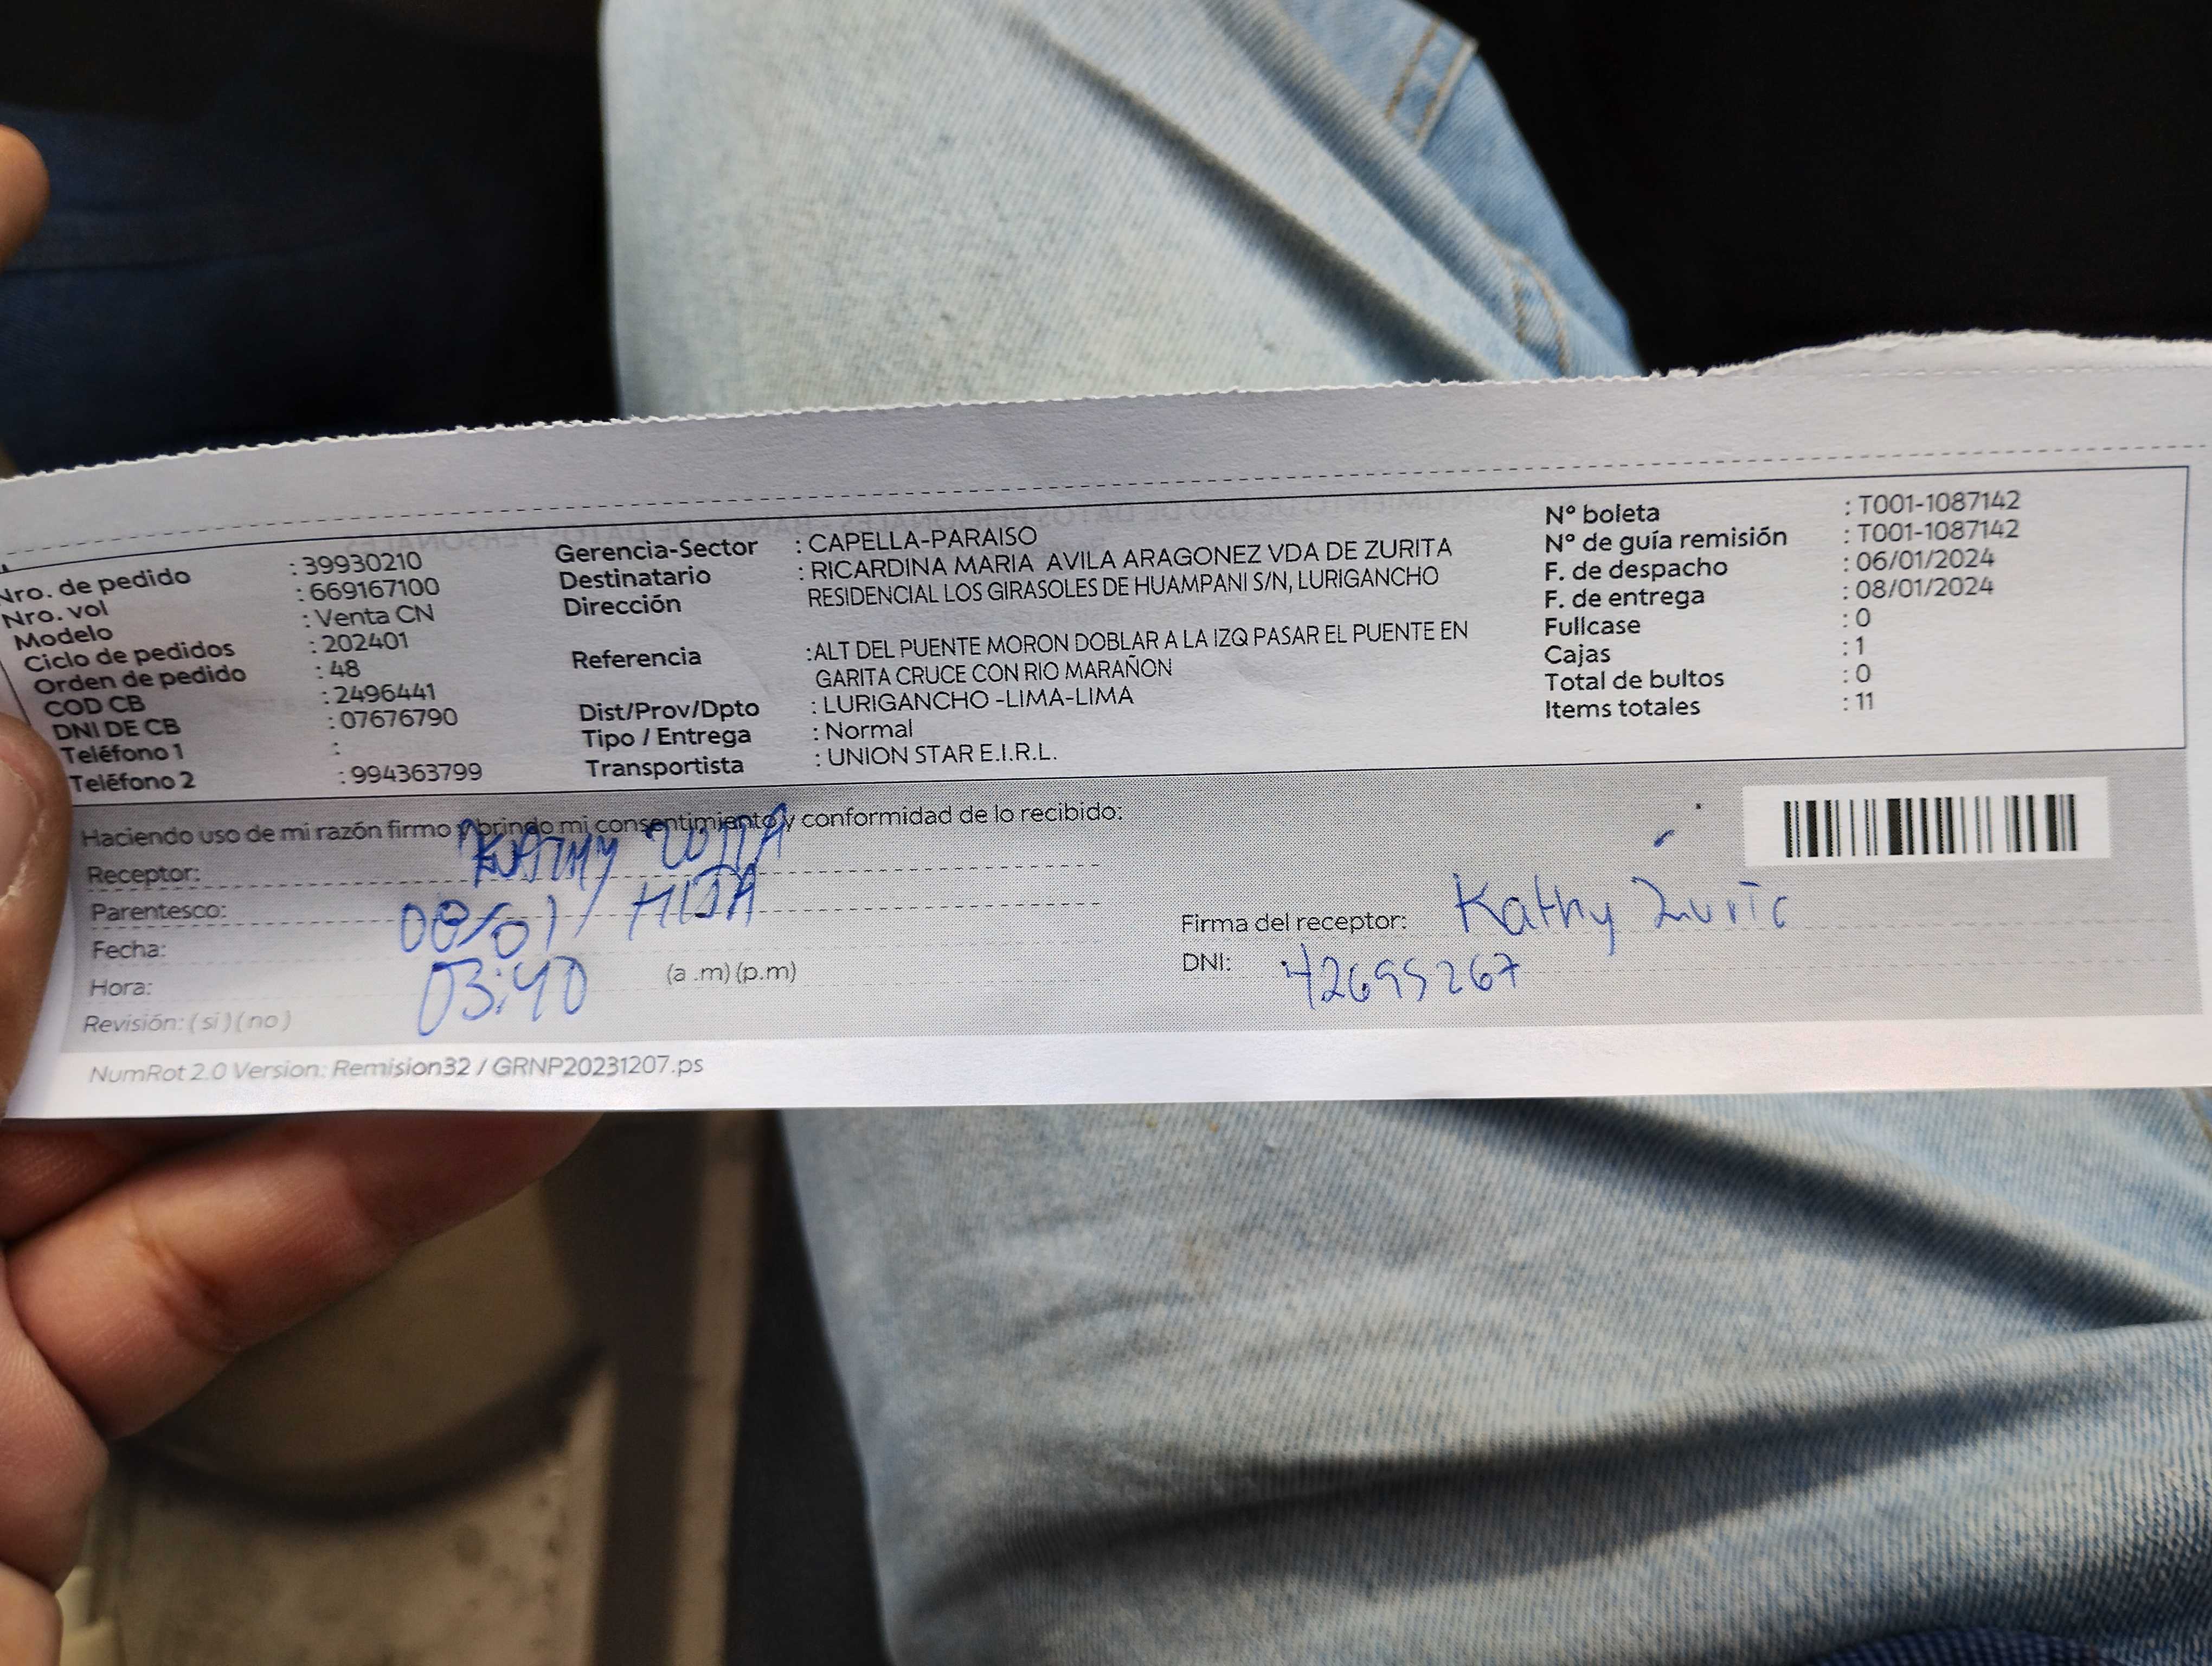 Nro. de pedido : 39930210
Nro. vol : 669167100
Modelo : Venta CN
Ciclo de pedidos : 202401
Orden de pedido : 48
COD CB : 2496441
DNI DE CB : 07676790
Teléfono 1 :
Teléfono 2 : 994363799
Gerencia-Sector : CAPELLA-PARAISO
Destinatario : RICARDINA MARIA AVILA ARAGONEZ VDA DE ZURITA
Dirección RESIDENCIAL LOS GIRASOLES DE HUAMPANI S/N, LURIGANCHO
Referencia :ALT DEL PUENTE MORON DOBLAR A LA IZQ PASAR EL PUENTE EN
GARITA CRUCE CON RIO MARAÑON
Dist/Prov/Dpto : LURIGANCHO -LIMA-LIMA
Tipo / Entrega : Normal
Transportista : UNION STAR E.I.R.L.
Nº boleta : T001-1087142
Nº de guía remisión : T001-1087142
F. de despacho : 06/01/2024
F. de entrega : 08/01/2024
Fullcase : 0
Cajas : 1
Total de bultos : 0
Items totales : 11
Haciendo uso de mi razón firmo y brindo mi consentimiento y conformidad de lo recibido:
Receptor:
Parentesco: HIJA
Fecha: 08/01/
Hora: 03:40 (a .m) (p.m)
Revisión: ( si ) ( no )
Firma del receptor: Kathy
DNI: 42695267
NumRot 2.0 Version: Remision32 / GRNP20231207.ps